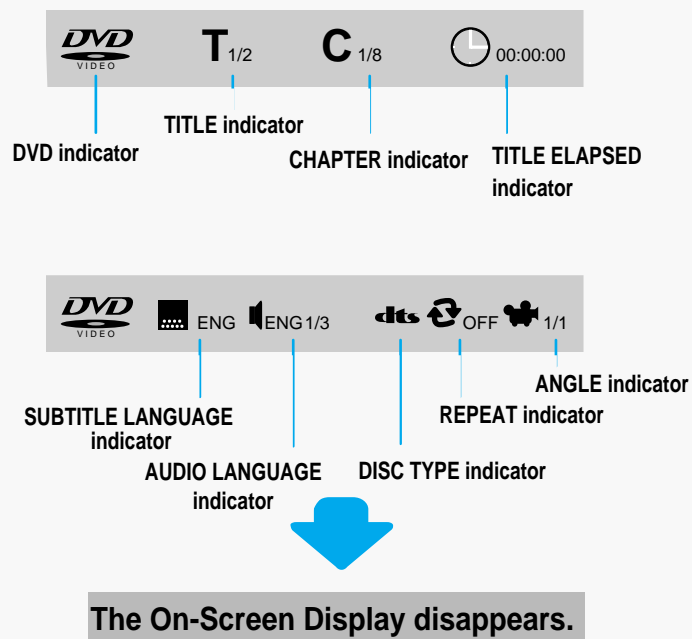 DVD VIDEO T 1/2 C 1/8 00:00:00
TITLE indicator
DVD indicator
CHAPTER indicator
TITLE ELAPSED
indicator
DVD VIDEO ENG ENG 1/3 dts OFF 1/1
ANGLE indicator
SUBTITLE LANGUAGE
indicator
REPEAT indicator
AUDIO LANGUAGE
indicator
DISC TYPE indicator
The On-Screen Display disappears.